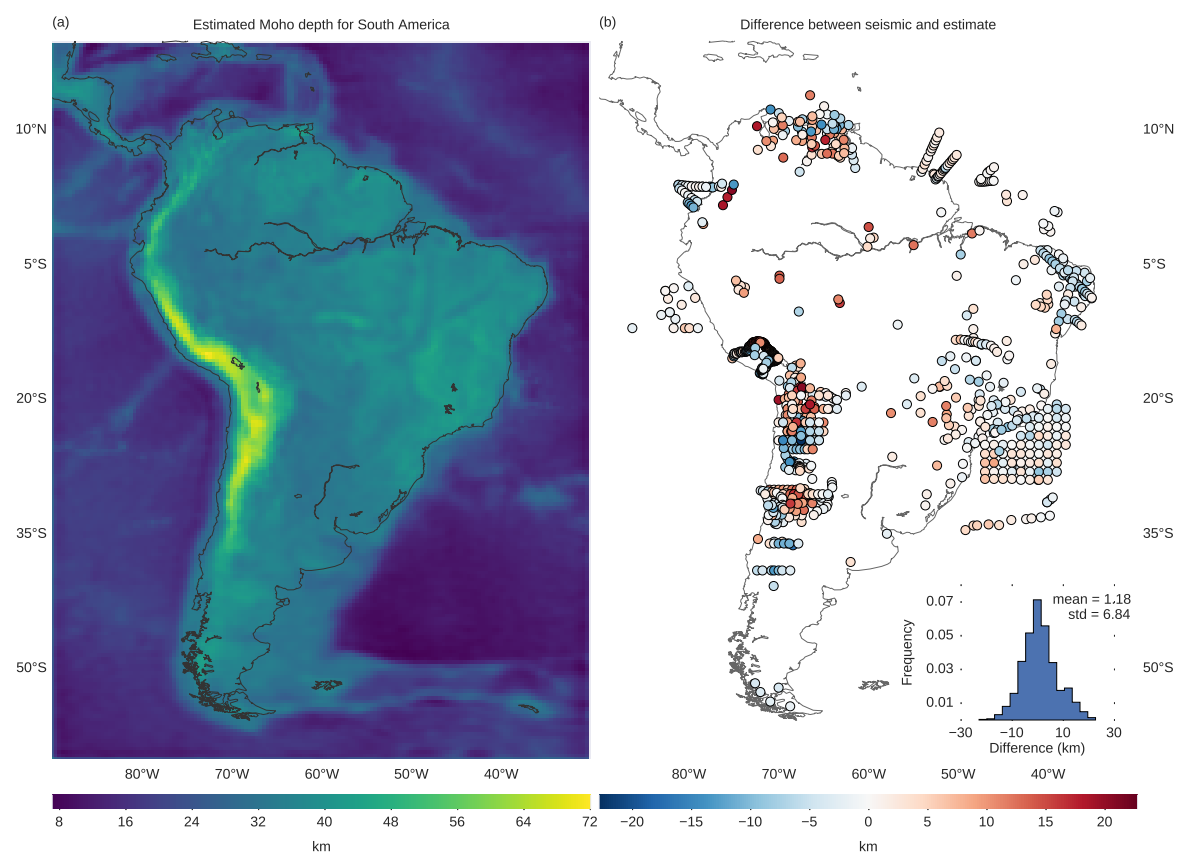 (a)
Estimated Moho depth for South America
(b)
Difference between seismic and estimate
10°N
5°S
20°S
35°S
50°S
10°N
5°S
20°S
35°S
50°S
80°W 70°W 60°W 50°W 40°W
80°W 70°W 60°W 50°W 40°W
mean = 1.18
std = 6.84
Frequency
0.07
0.05
0.03
0.01
−30 −10 10 30
Difference (km)
8 16 24 32 40 48 56 64 72
km
−20 −15 −10 −5 0 5 10 15 20
km